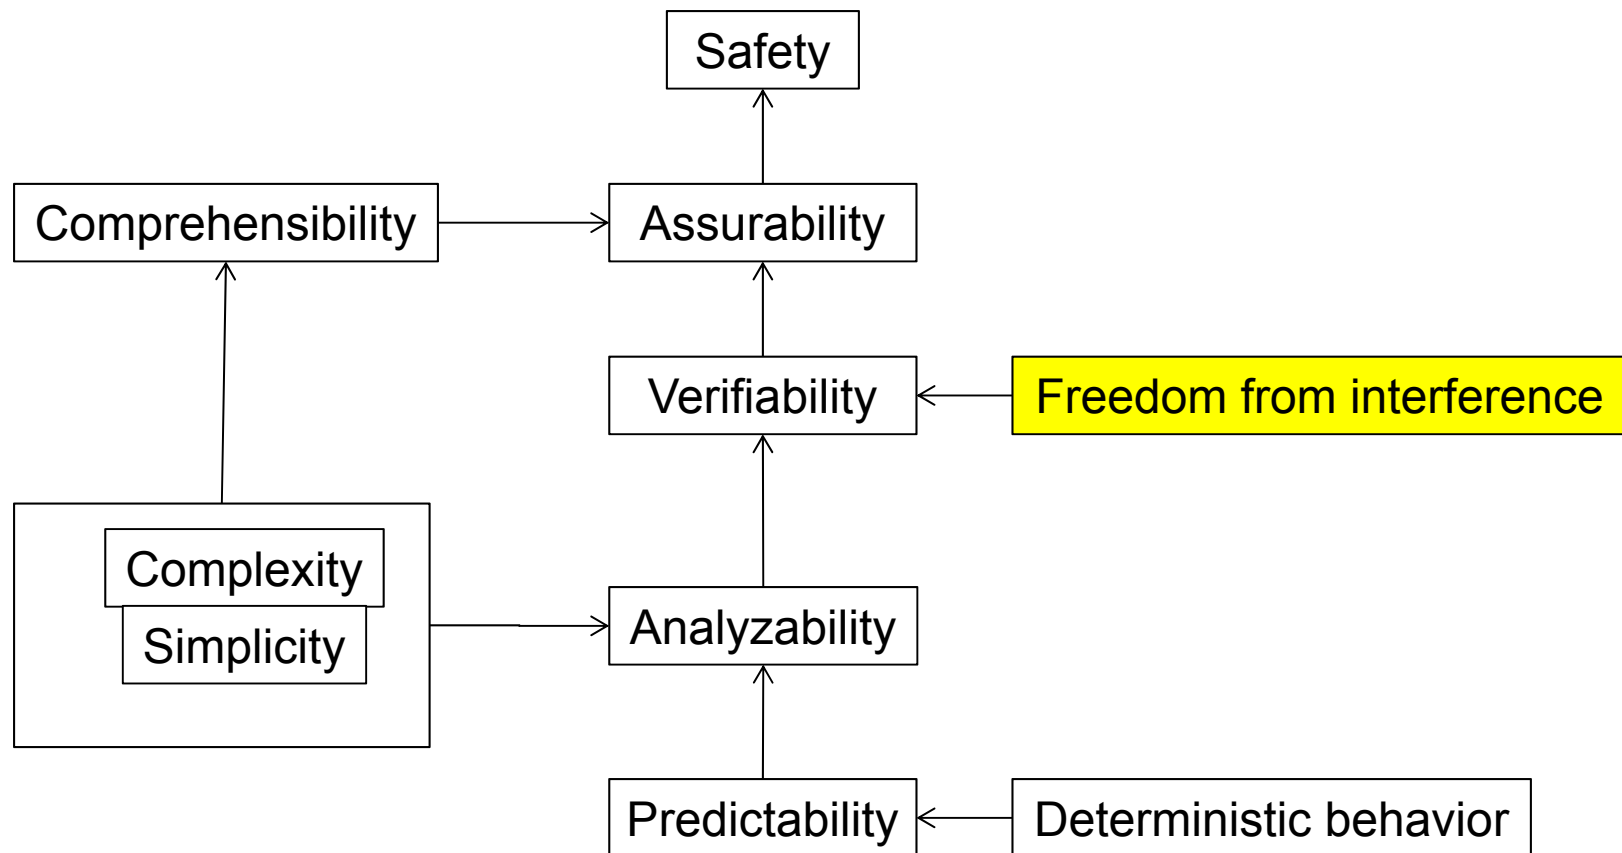 Safety
Comprehensibility
Assurability
Verifiability
Freedom from interference
Complexity
Simplicity
Analyzability
Predictability
Deterministic behavior